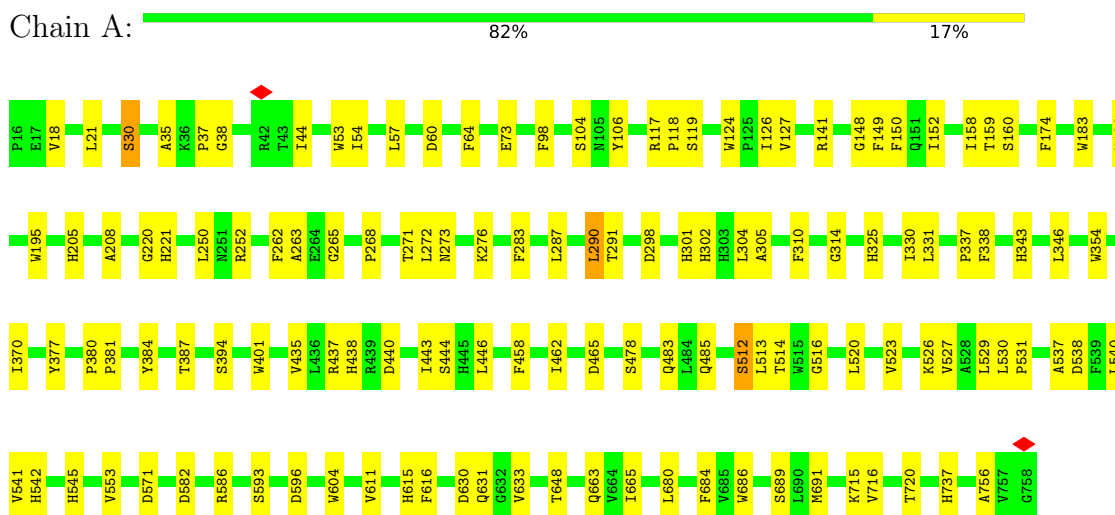 Chain A:
82% 17%
P16 E17 V18 L21 S30 A35 K36 P37 G38 R42 T43 I44 W53 I54 L57 D60 F64 E73 F98 S104 N105 Y106 R117 P118 S119 W124 P125 I126 V127 R141 G148 F149 F150 Q151 I152 I158 T159 S160 F174 W183
W195 H205 A208 G220 H221 L250 N251 R252 F262 A263 E264 G265 P268 T271 L272 N273 K276 F283 L287 L290 T291 D298 H301 H302 H303 L304 A305 F310 G314 H325 I330 L331 P337 F338 H343 L346 W354
I370 Y377 P380 P381 Y384 T387 S394 W401 V435 L436 R437 H438 R439 D440 I443 S444 H445 L446 F458 I462 D465 S478 Q483 L484 Q485 S512 L513 T514 W515 G516 L520 V523 K526 V527 A528 L529 L530 P531 A537 D538 F539 L540
V541 H542 H545 V553 D571 D582 R586 S593 D596 W604 V611 H615 F616 D630 Q631 G632 V633 T648 Q663 V664 I665 L680 F684 V685 W686 S689 L690 M691 K715 V716 T720 H737 A756 V757 G758